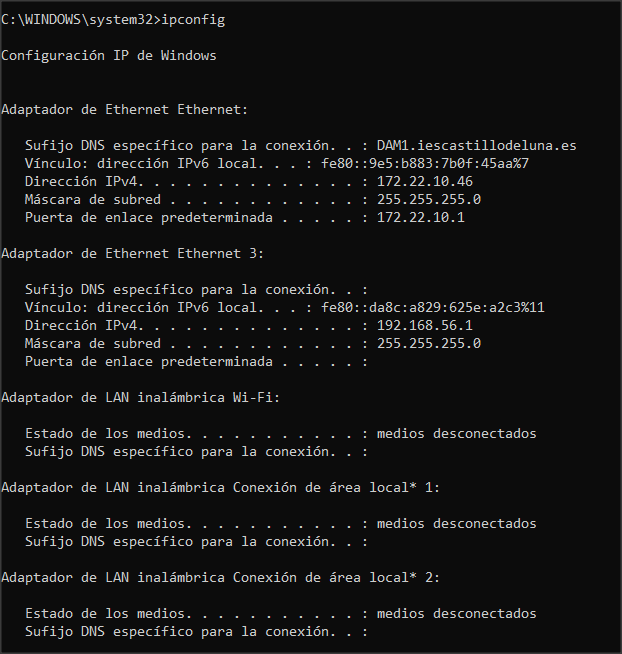 C:\WINDOWS\system32>ipconfig
Configuración IP de Windows
Adaptador de Ethernet Ethernet:
Sufijo DNS específico para la conexión. . : DAM1.iescastillodeluna.es
Vínculo: dirección IPv6 local. . . : fe80::9e5:b883:7b0f:45aa%7
Dirección IPv4. . . . . . . . . . . . . . : 172.22.10.46
Máscara de subred . . . . . . . . . . . . : 255.255.255.0
Puerta de enlace predeterminada . . . . . : 172.22.10.1
Adaptador de Ethernet Ethernet 3:
Sufijo DNS específico para la conexión. . :
Vínculo: dirección IPv6 local. . . : fe80::da8c:a829:625e:a2c3%11
Dirección IPv4. . . . . . . . . . . . . . : 192.168.56.1
Máscara de subred . . . . . . . . . . . . : 255.255.255.0
Puerta de enlace predeterminada . . . . . :
Adaptador de LAN inalámbrica Wi-Fi:
Estado de los medios. . . . . . . . . . . : medios desconectados
Sufijo DNS específico para la conexión. . :
Adaptador de LAN inalámbrica Conexión de área local* 1:
Estado de los medios. . . . . . . . . . . : medios desconectados
Sufijo DNS específico para la conexión. . :
Adaptador de LAN inalámbrica Conexión de área local* 2:
Estado de los medios. . . . . . . . . . . : medios desconectados
Sufijo DNS específico para la conexión. . :